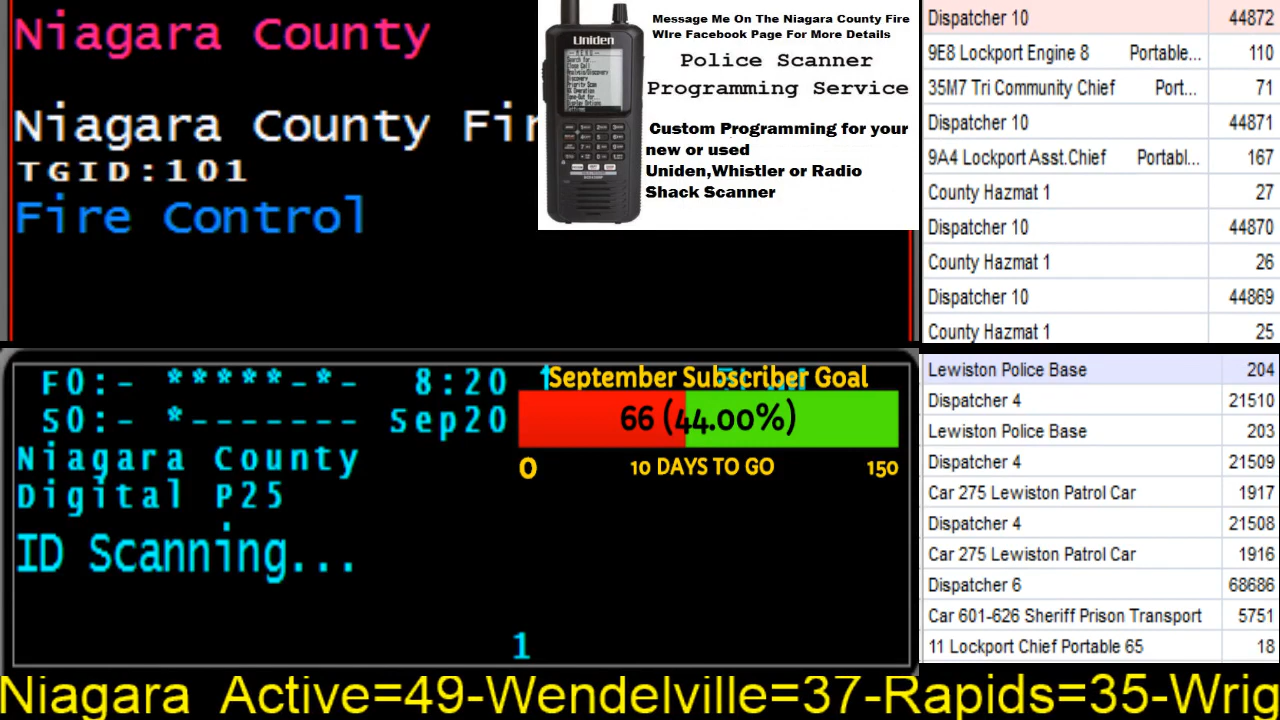 Niagara County
Niagara County Fir
TGID:101
Fire Control
Uniden
Message Me On The Niagara County Fire
WIre Facebook Page For More Details
Police Scanner
Programming Service
Custom Programming for your
new or used
Uniden,Whistler or Radio
Shack Scanner
Dispatcher 10 44872
9E8 Lockport Engine 8 Portable... 110
35M7 Tri Community Chief Port... 71
Dispatcher 10 44871
9A4 Lockport Asst.Chief Portabl... 167
County Hazmat 1 27
Dispatcher 10 44870
County Hazmat 1 26
Dispatcher 10 44869
County Hazmat 1 25
F0:- *****-*- 8:20
S0:- *------- Sep20
Niagara County
Digital P25
ID Scanning...
1
September Subscriber Goal
66 (44.00%)
0 10 DAYS TO GO 150
Lewiston Police Base 204
Dispatcher 4 21510
Lewiston Police Base 203
Dispatcher 4 21509
Car 275 Lewiston Patrol Car 1917
Dispatcher 4 21508
Car 275 Lewiston Patrol Car 1916
Dispatcher 6 68686
Car 601-626 Sheriff Prison Transport 5751
11 Lockport Chief Portable 65 18
Niagara Active=49-Wendelville=37-Rapids=35-Wrig